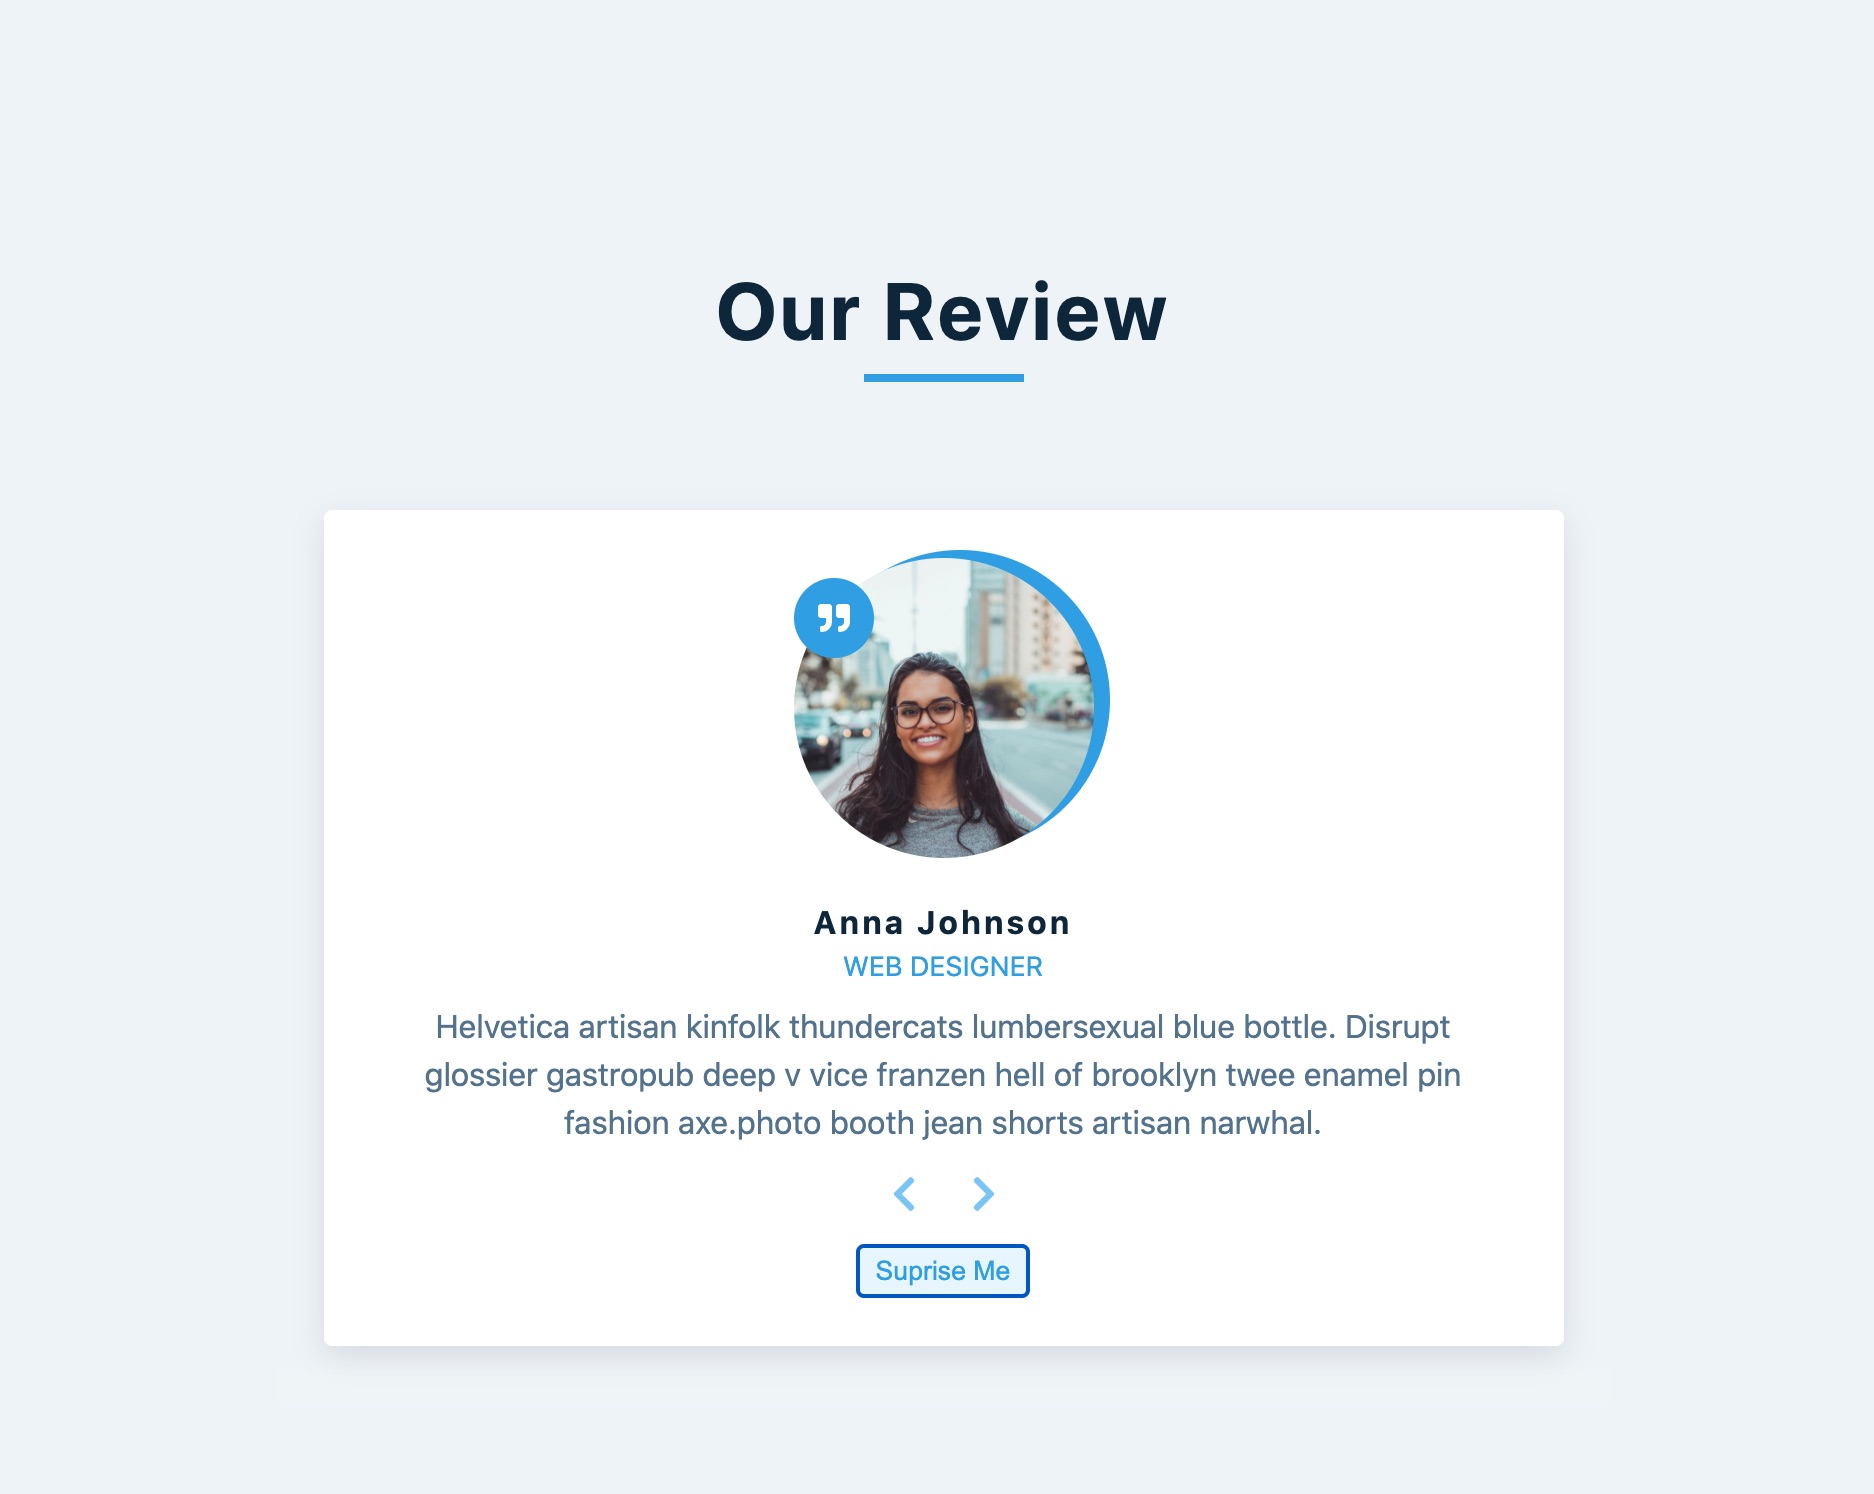 Our Review
Anna Johnson
WEB DESIGNER
Helvetica artisan kinfolk thundercats lumbersexual blue bottle. Disrupt
glossier gastropub deep v vice franzen hell of brooklyn twee enamel pin
fashion axe.photo booth jean shorts artisan narwhal.
Suprise Me